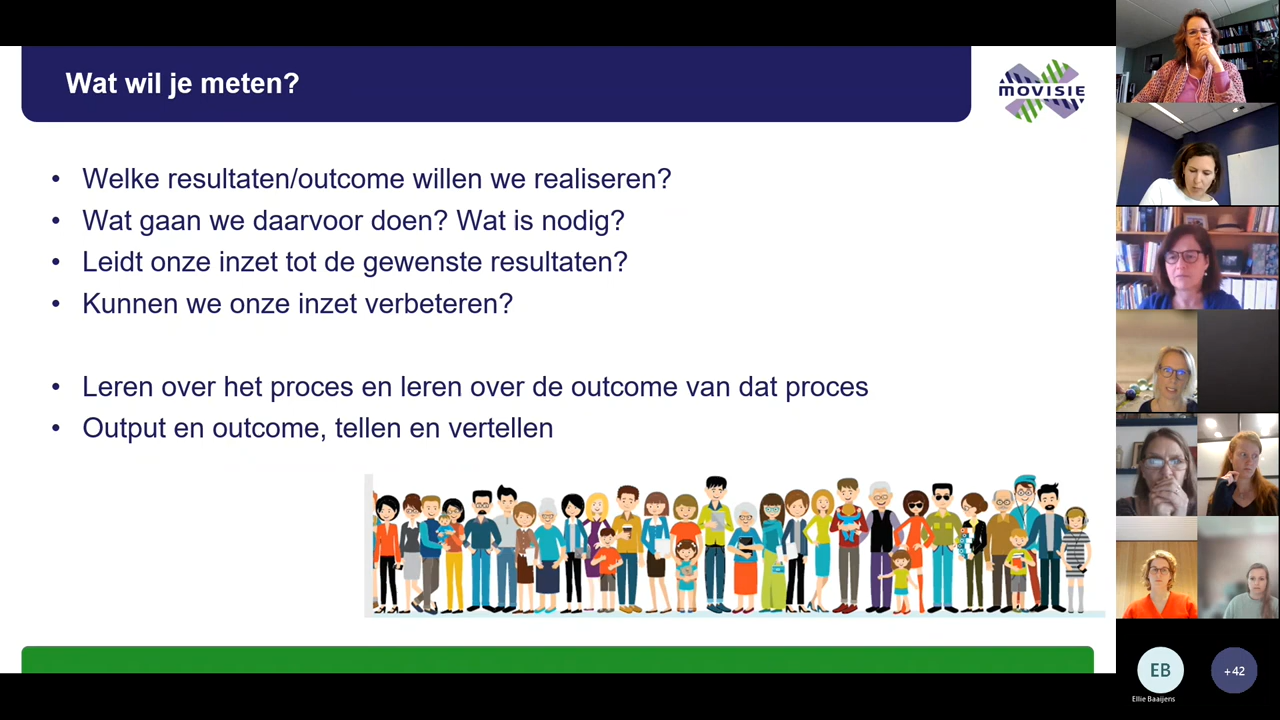 Wat wil je meten?
MOVISIE
• Welke resultaten/outcome willen we realiseren?
• Wat gaan we daarvoor doen? Wat is nodig?
• Leidt onze inzet tot de gewenste resultaten?
• Kunnen we onze inzet verbeteren?
• Leren over het proces en leren over de outcome van dat proces
• Output en outcome, tellen en vertellen
EB
+42
Ellie Baaijens